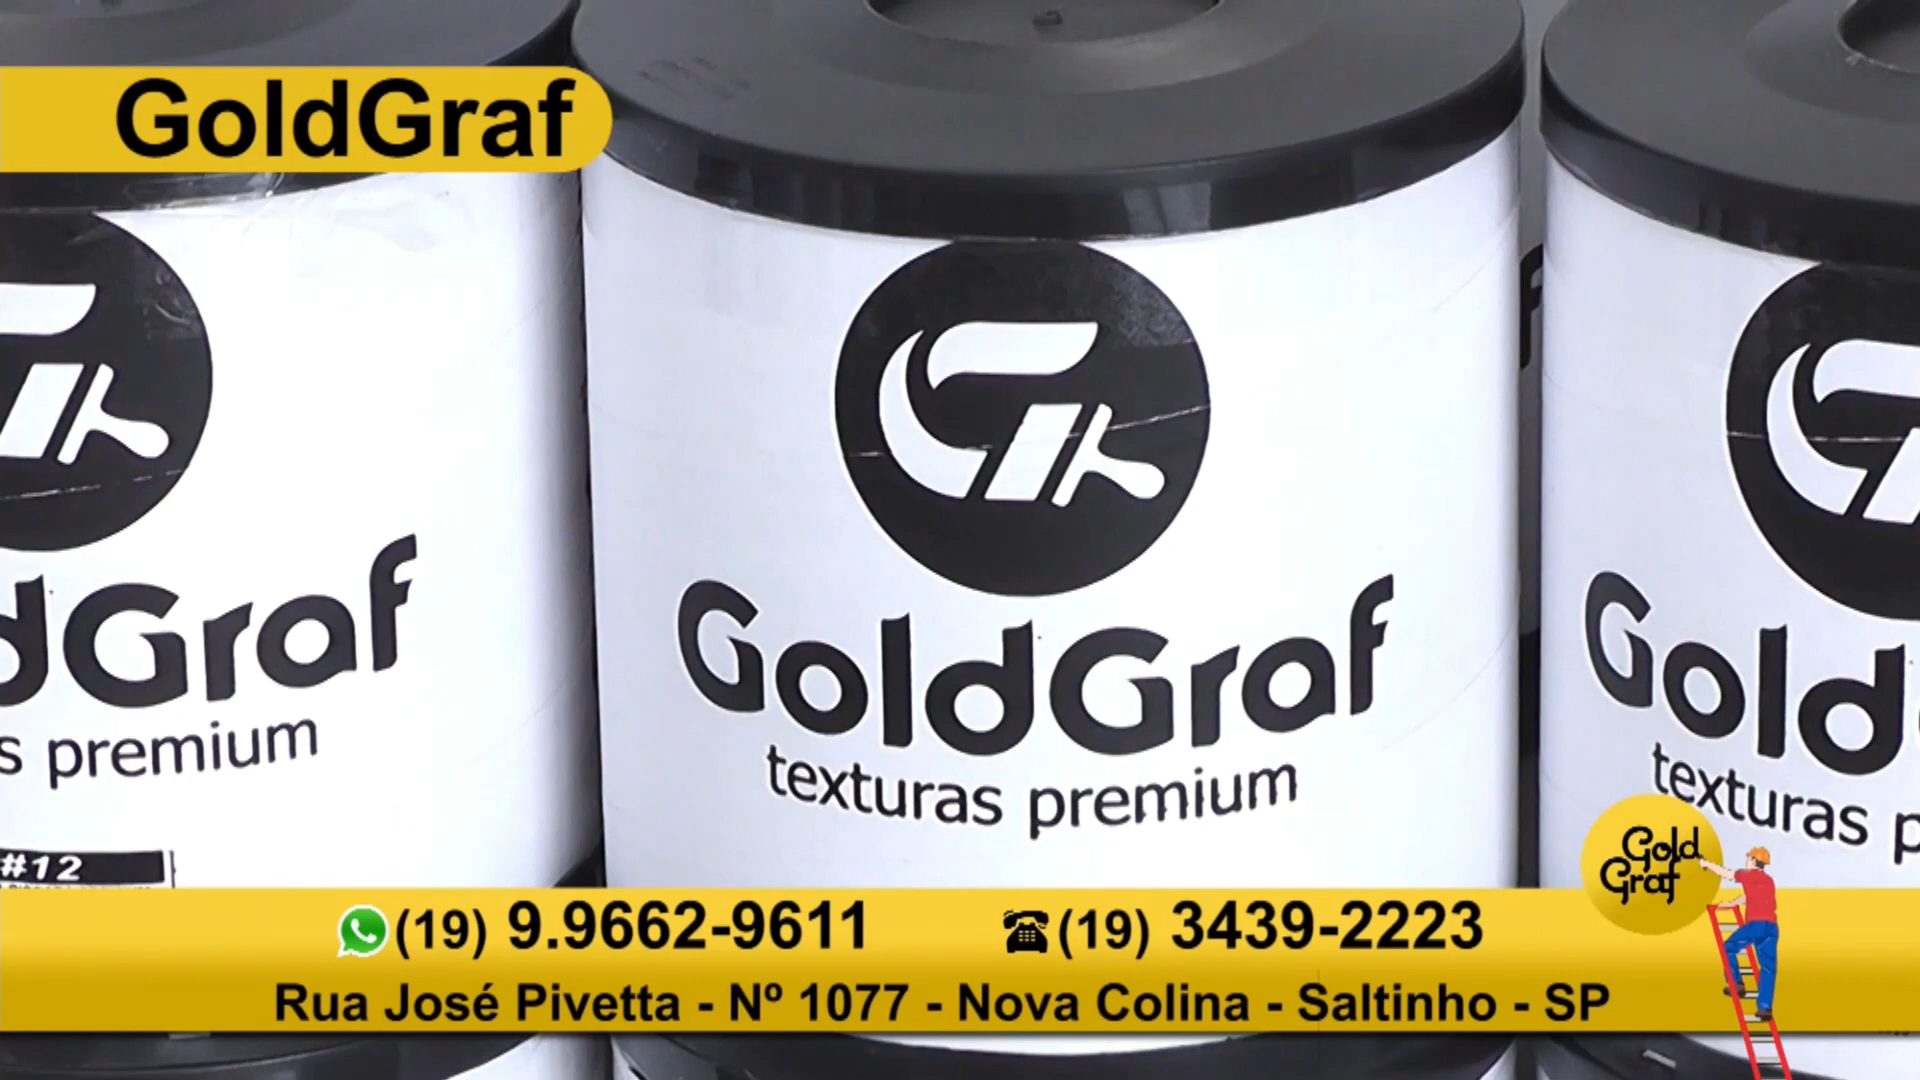 GoldGraf
dGraf
s premium
#12
GoldGraf
texturas premium
Gold
texturas p
Gold
Graf
(19) 9.9662-9611
(19) 3439-2223
Rua José Pivetta - Nº 1077 - Nova Colina - Saltinho - SP